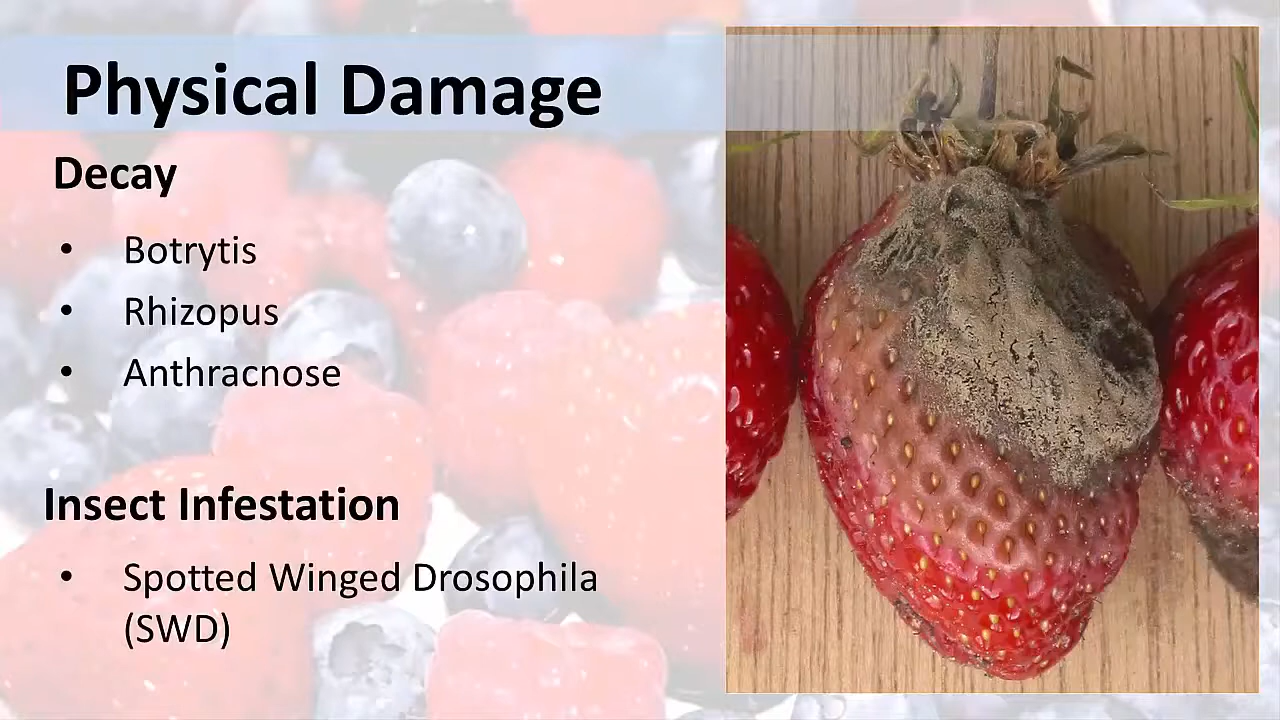 Physical Damage
Decay
• Botrytis
• Rhizopus
• Anthracnose
Insect Infestation
• Spotted Winged Drosophila
(SWD)